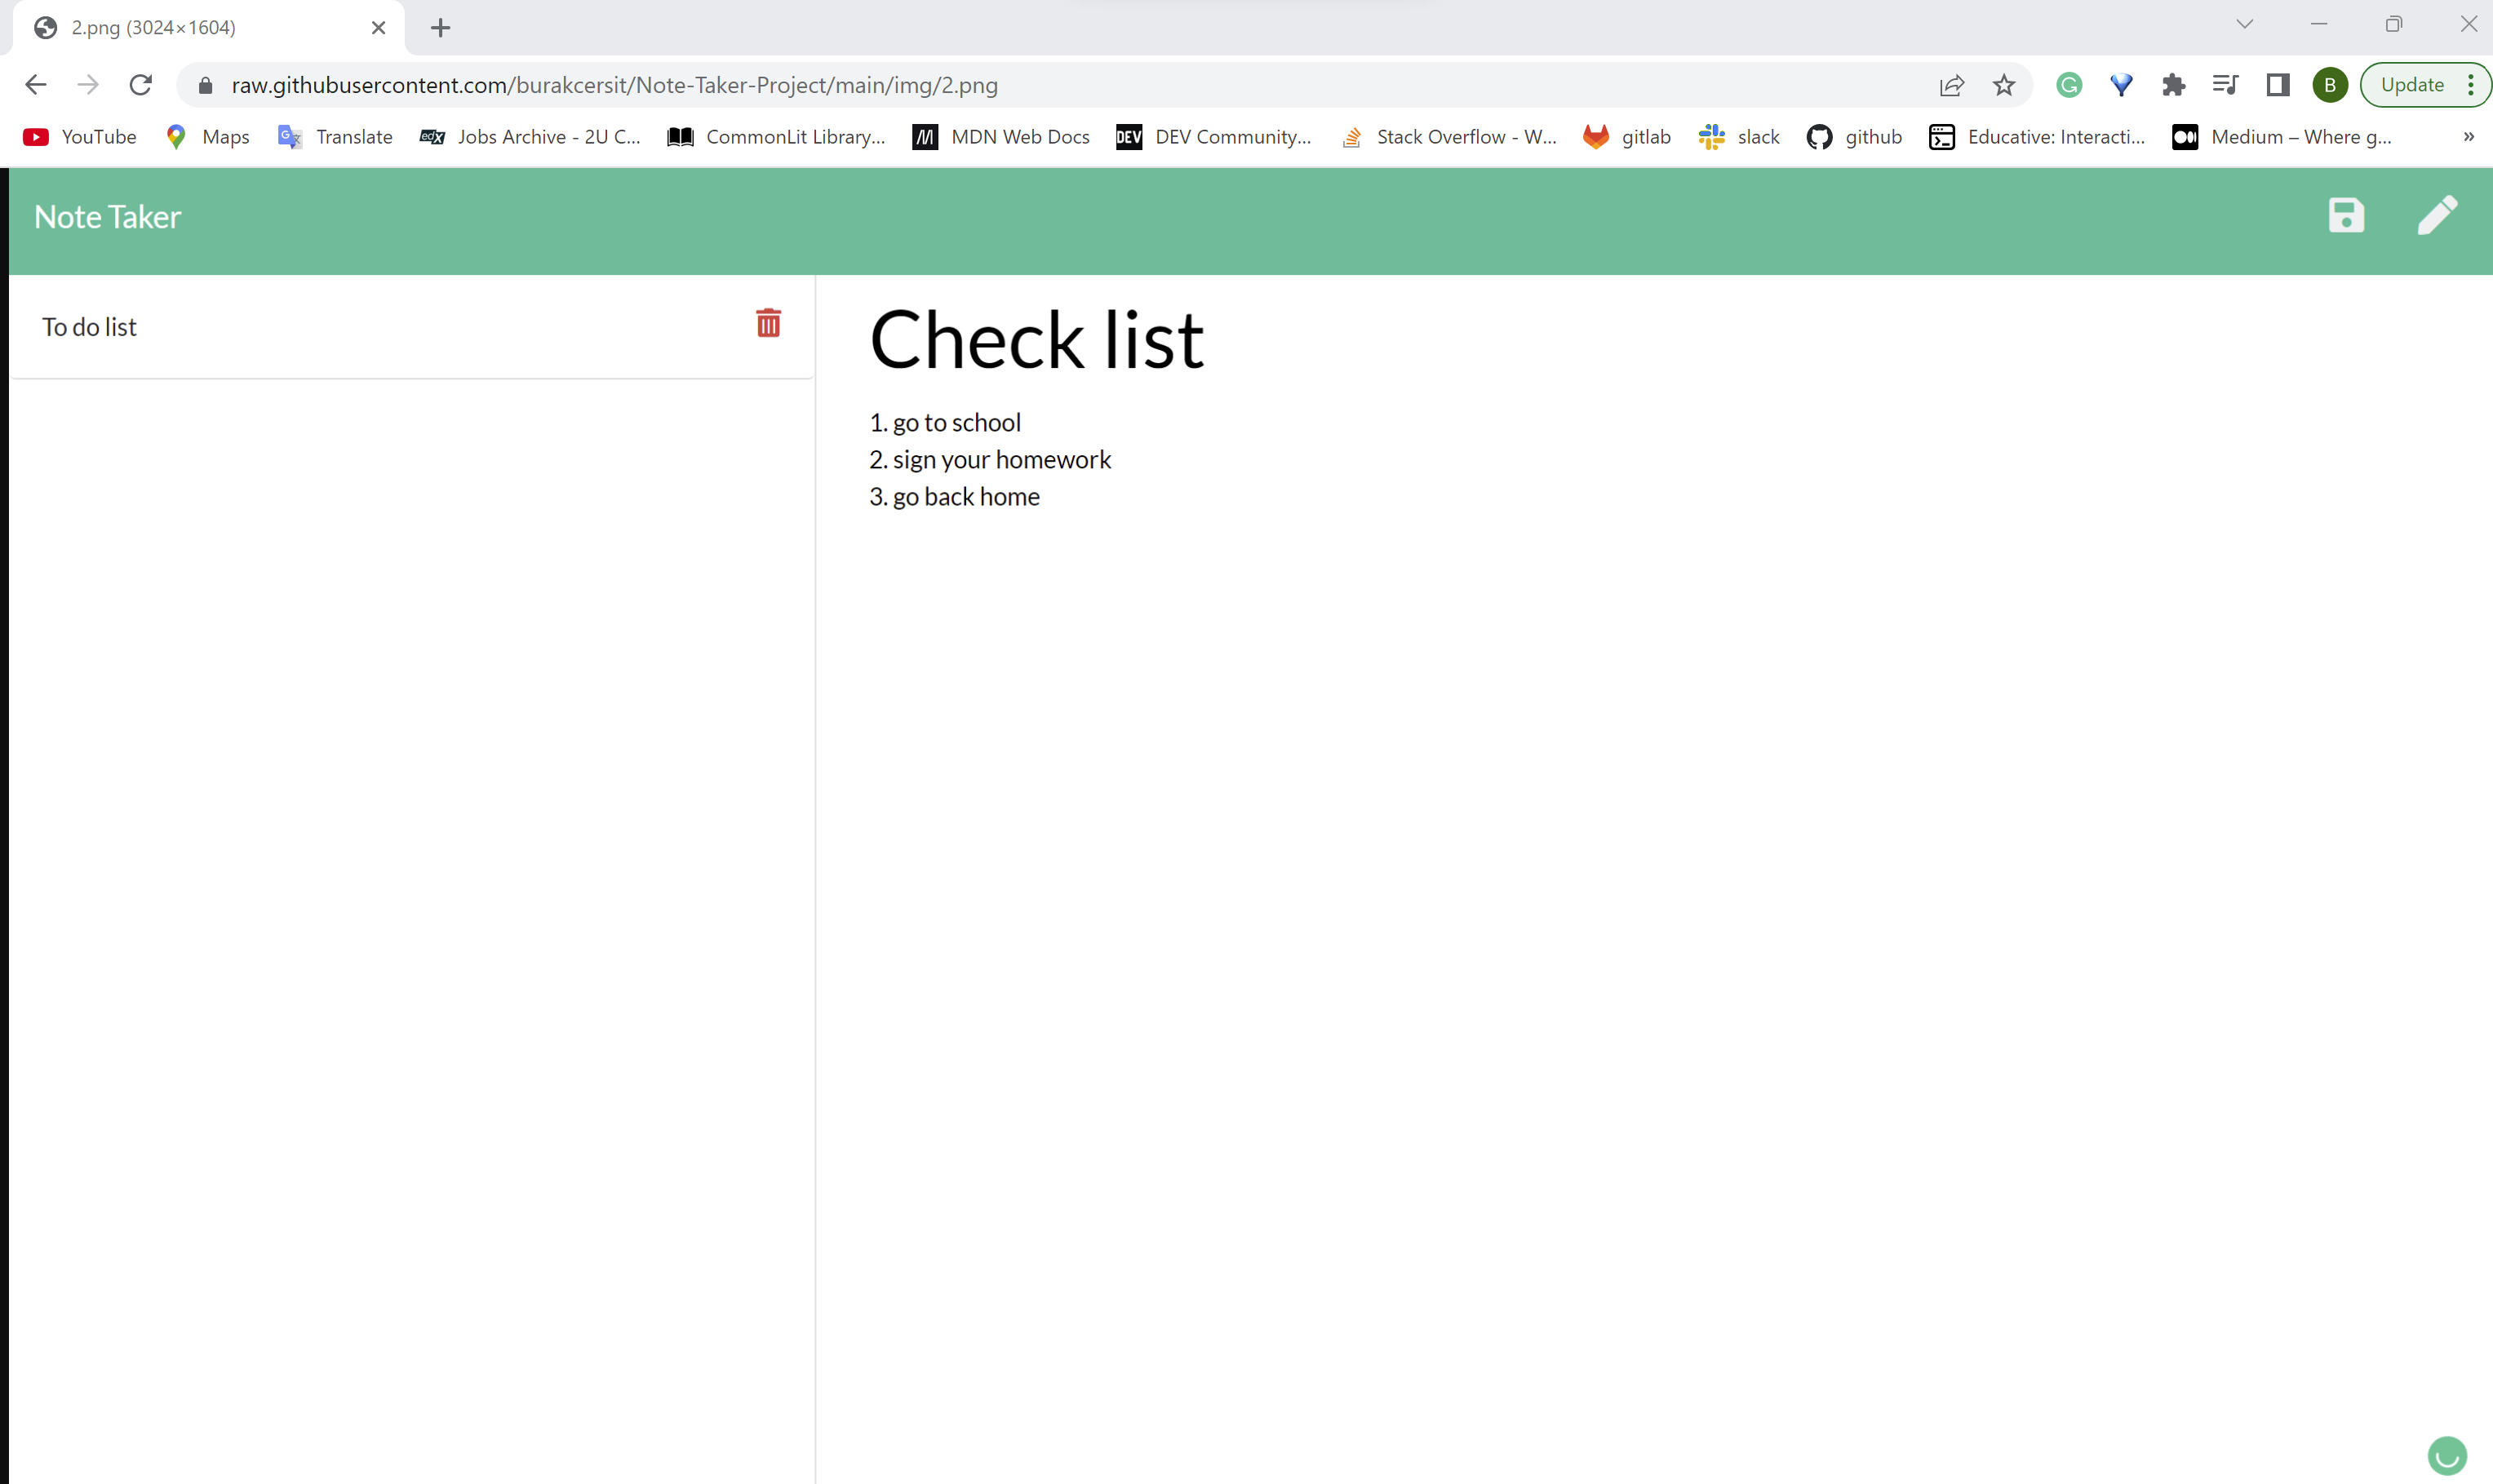 2.png (3024×1604)
raw.githubusercontent.com/burakcersit/Note-Taker-Project/main/img/2.png
B
Update
YouTube
Maps
Translate
edX
Jobs Archive - 2U C...
CommonLit Library...
MDN Web Docs
DEV
DEV Community...
Stack Overflow - W...
gitlab
slack
github
Educative: Interacti...
Medium – Where g...
»
Note Taker
To do list
Check list
1. go to school
2. sign your homework
3. go back home